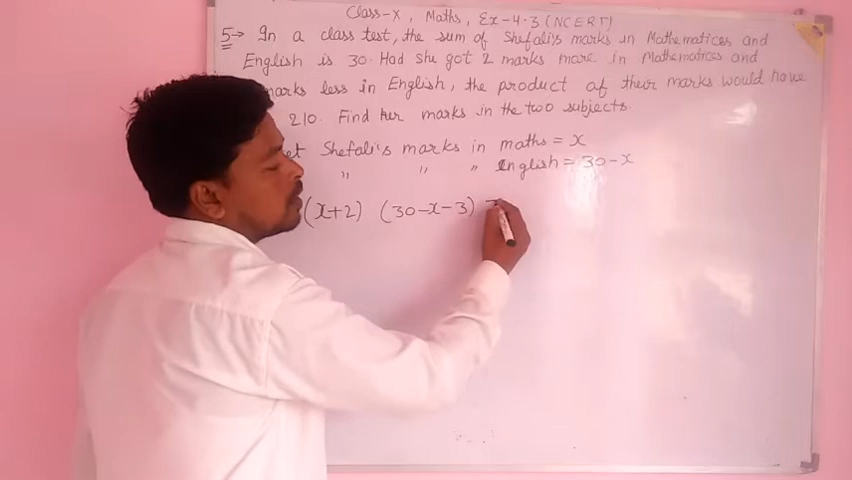 Class-X, Maths, Ex-4.3 (NCERT)
5→ In a class test, the sum of Shefali's marks in Mathematices and
English is 30. Had she got 2 marks more in Mathematices and
marks less in English, the product of their marks would have
210. Find her marks in the two subjects.
Shefali's marks in maths = x
" " " English = 30-x
(x+2) (30-x-3)